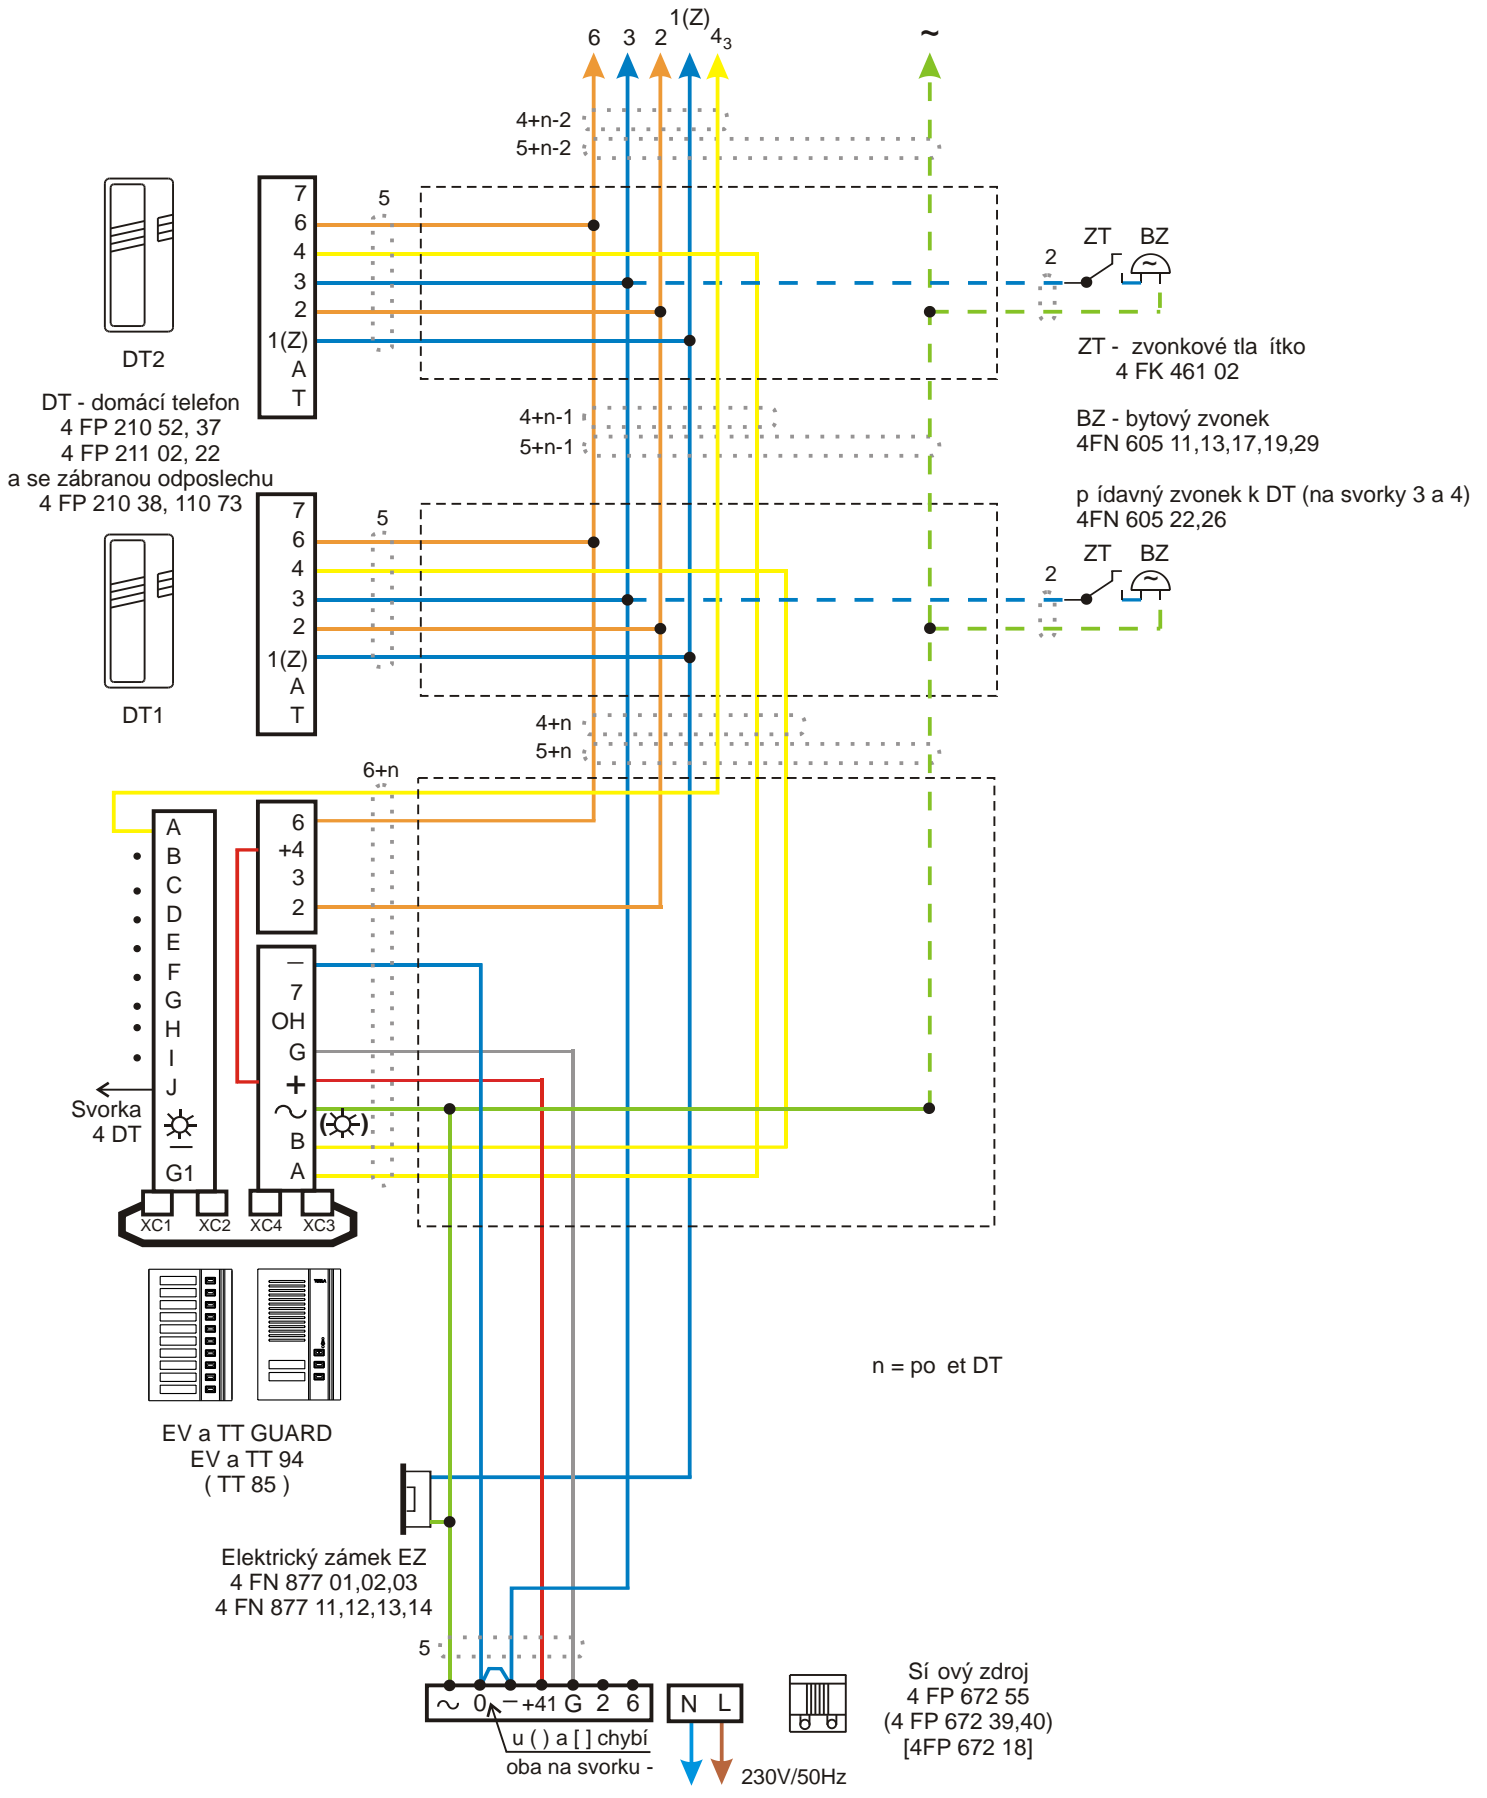 6 3 2 1(Z) 4₃ ~
4+n-2
5+n-2
7
6
4
3
2
1(Z)
A
T
5
DT2
2
ZT BZ
~
ZT - zvonkové tla ítko
4 FK 461 02
DT - domácí telefon
4 FP 210 52, 37
4 FP 211 02, 22
a se zábranou odposlechu
4 FP 210 38, 110 73
4+n-1
5+n-1
BZ - bytový zvonek
4FN 605 11,13,17,19,29
p ídavný zvonek k DT (na svorky 3 a 4)
4FN 605 22,26
7
6
4
3
2
1(Z)
A
T
5
DT1
2
ZT BZ
~
4+n
5+n
6+n
A
B
C
D
E
F
G
H
I
J
—
G1
Svorka
4 DT
6
+4
3
2
—
7
OH
G
+
~
B
A
( )
XC1 XC2 XC4 XC3
TESLA
n = po et DT
EV a TT GUARD
EV a TT 94
( TT 85 )
Elektrický zámek EZ
4 FN 877 01,02,03
4 FN 877 11,12,13,14
5
~ 0 – +41 G 2 6
N L
u ( ) a [ ] chybí
oba na svorku -
230V/50Hz
Sí ový zdroj
4 FP 672 55
(4 FP 672 39,40)
[4FP 672 18]